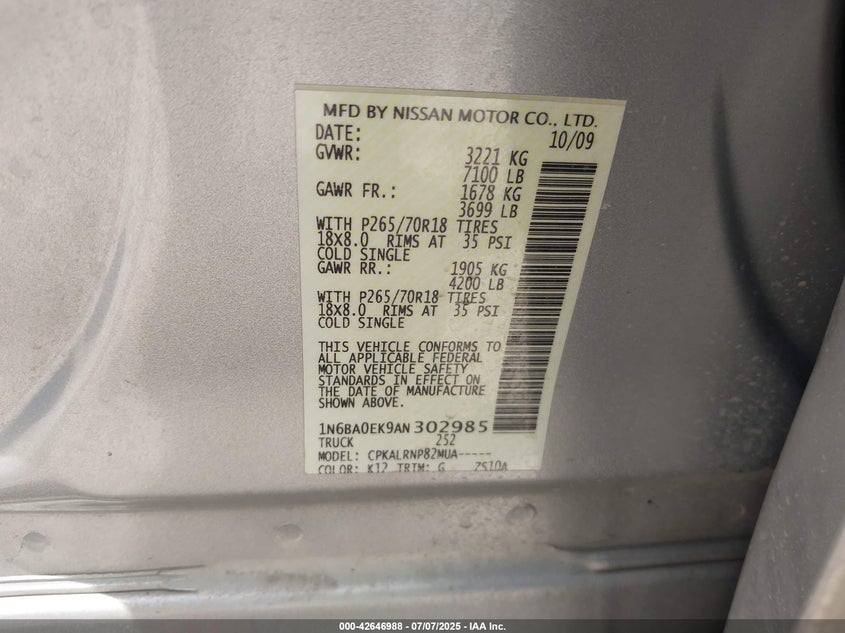 MFD BY NISSAN MOTOR CO., LTD.
DATE: 10/09
GVWR: 3221 KG
7100 LB
GAWR FR.: 1678 KG
3699 LB
WITH P265/70R18 TIRES
18X8.0 RIMS AT 35 PSI
COLD SINGLE
GAWR RR.: 1905 KG
4200 LB
WITH P265/70R18 TIRES
18X8.0 RIMS AT 35 PSI
COLD SINGLE
THIS VEHICLE CONFORMS TO
ALL APPLICABLE FEDERAL
MOTOR VEHICLE SAFETY
STANDARDS IN EFFECT ON
THE DATE OF MANUFACTURE
SHOWN ABOVE.
1N6BA0EK9AN302985
TRUCK 252
MODEL: CPKALRNP82MUA-----
COLOR: K12 TRIM: G ZS10A
000-42646988 - 07/07/2025 - IAA Inc.